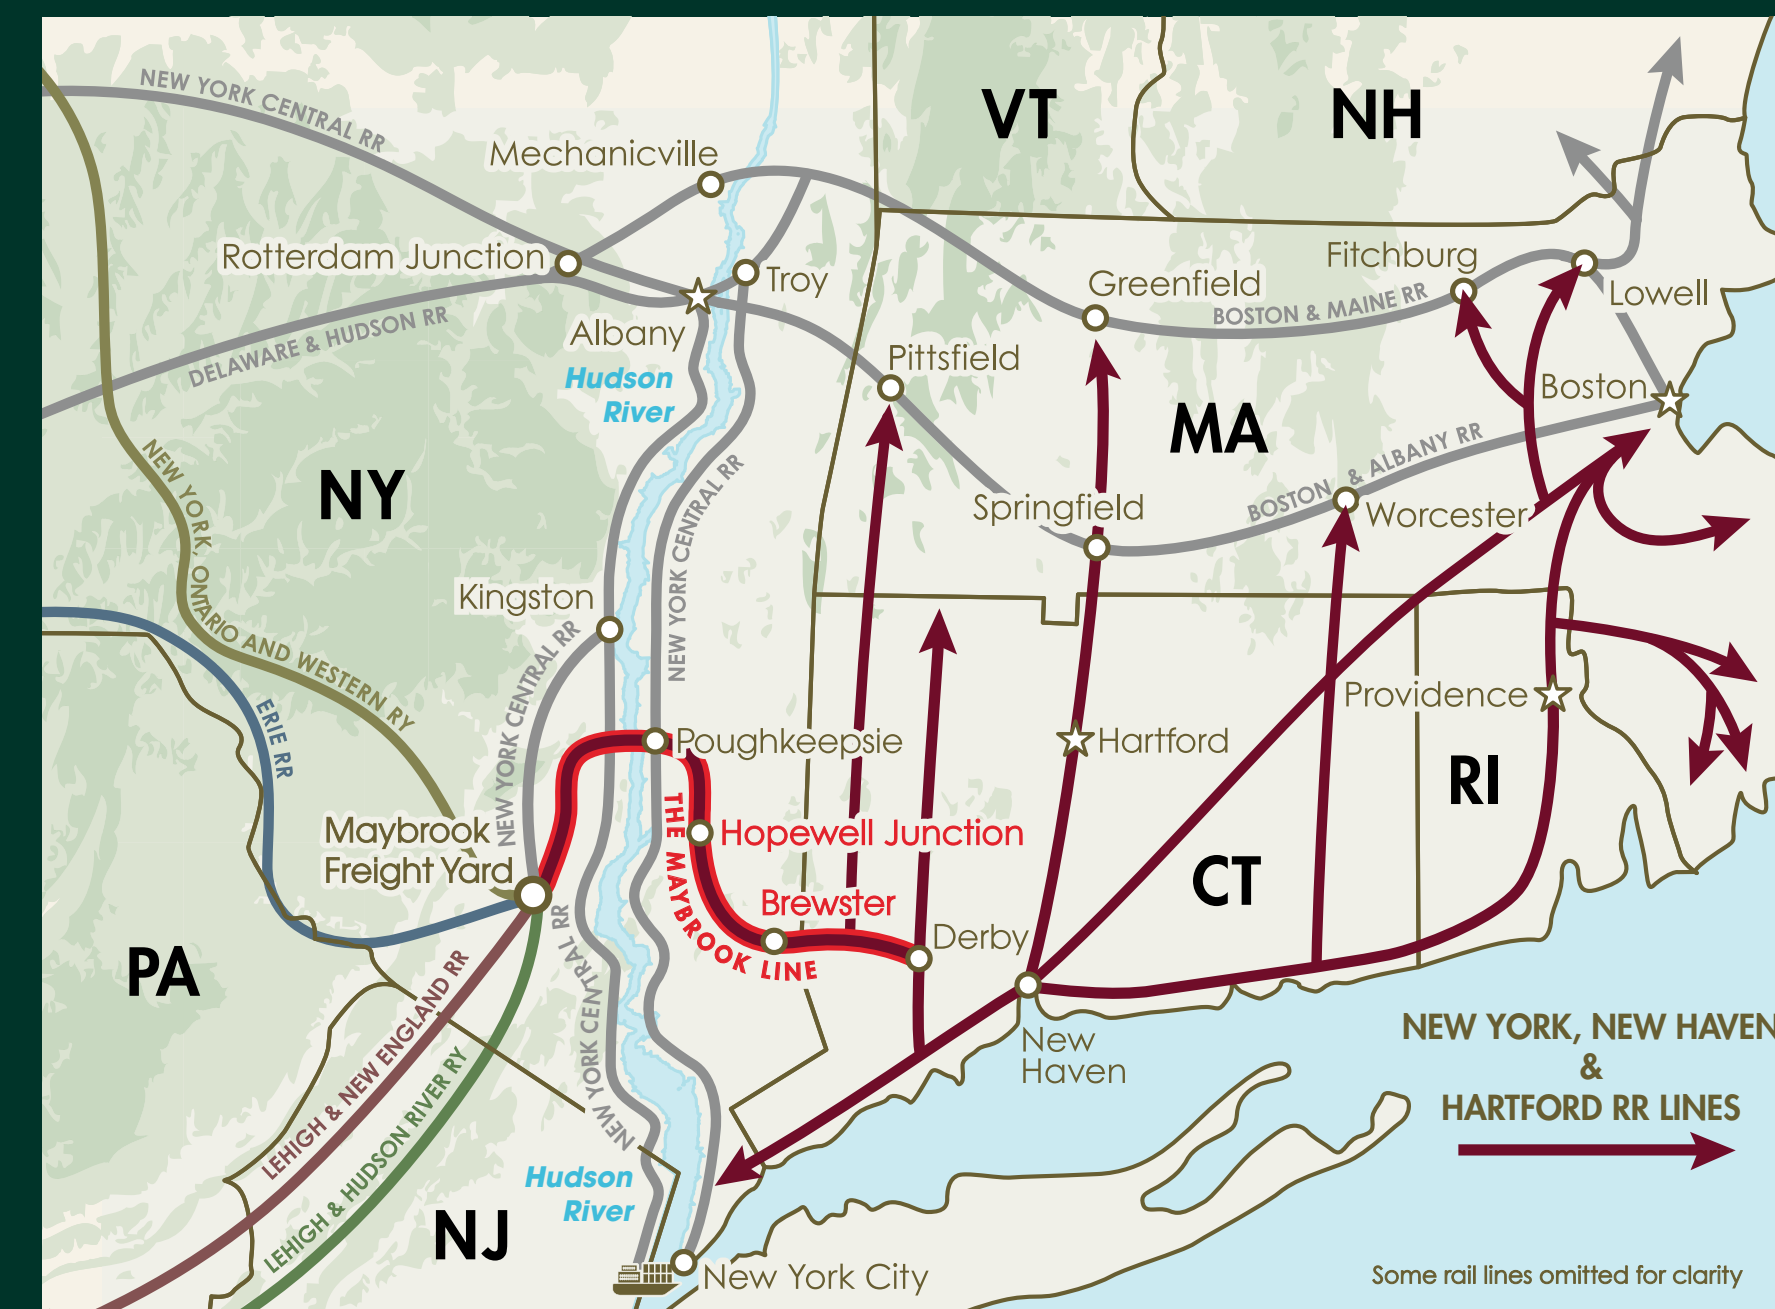 NEW YORK CENTRAL RR
VT
NH
Mechanicville
Rotterdam Junction
Troy
Fitchburg
Greenfield
BOSTON & MAINE RR
Lowell
DELAWARE & HUDSON RR
Albany
Pittsfield
Hudson
River
Boston
MA
NEW YORK, ONTARIO AND WESTERN RY
NY
NEW YORK CENTRAL RR
BOSTON & ALBANY RR
Springfield
Worcester
Kingston
NEW YORK CENTRAL RR
ERIE RR
Providence
Poughkeepsie
Hartford
RI
THE MAYBROOK LINE
Maybrook
Freight Yard
Hopewell Junction
CT
Brewster
Derby
PA
NEW YORK CENTRAL RR
LEHIGH & NEW ENGLAND RR
LEHIGH & HUDSON RIVER RY
New
Haven
NEW YORK, NEW HAVEN
&
HARTFORD RR LINES
Hudson
River
NJ
New York City
Some rail lines omitted for clarity